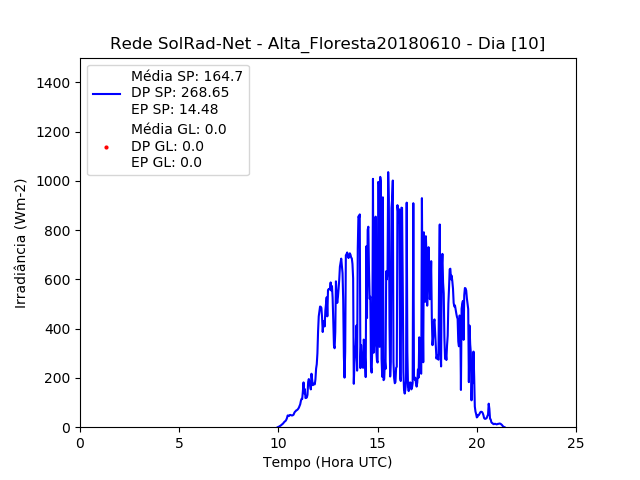 Rede SolRad-Net - Alta_Floresta20180610 - Dia [10]
Média SP: 164.7
DP SP: 268.65
EP SP: 14.48
Média GL: 0.0
DP GL: 0.0
EP GL: 0.0
1400
1200
1000
800
600
400
200
0
Irradiância (Wm-2)
0 5 10 15 20 25
Tempo (Hora UTC)